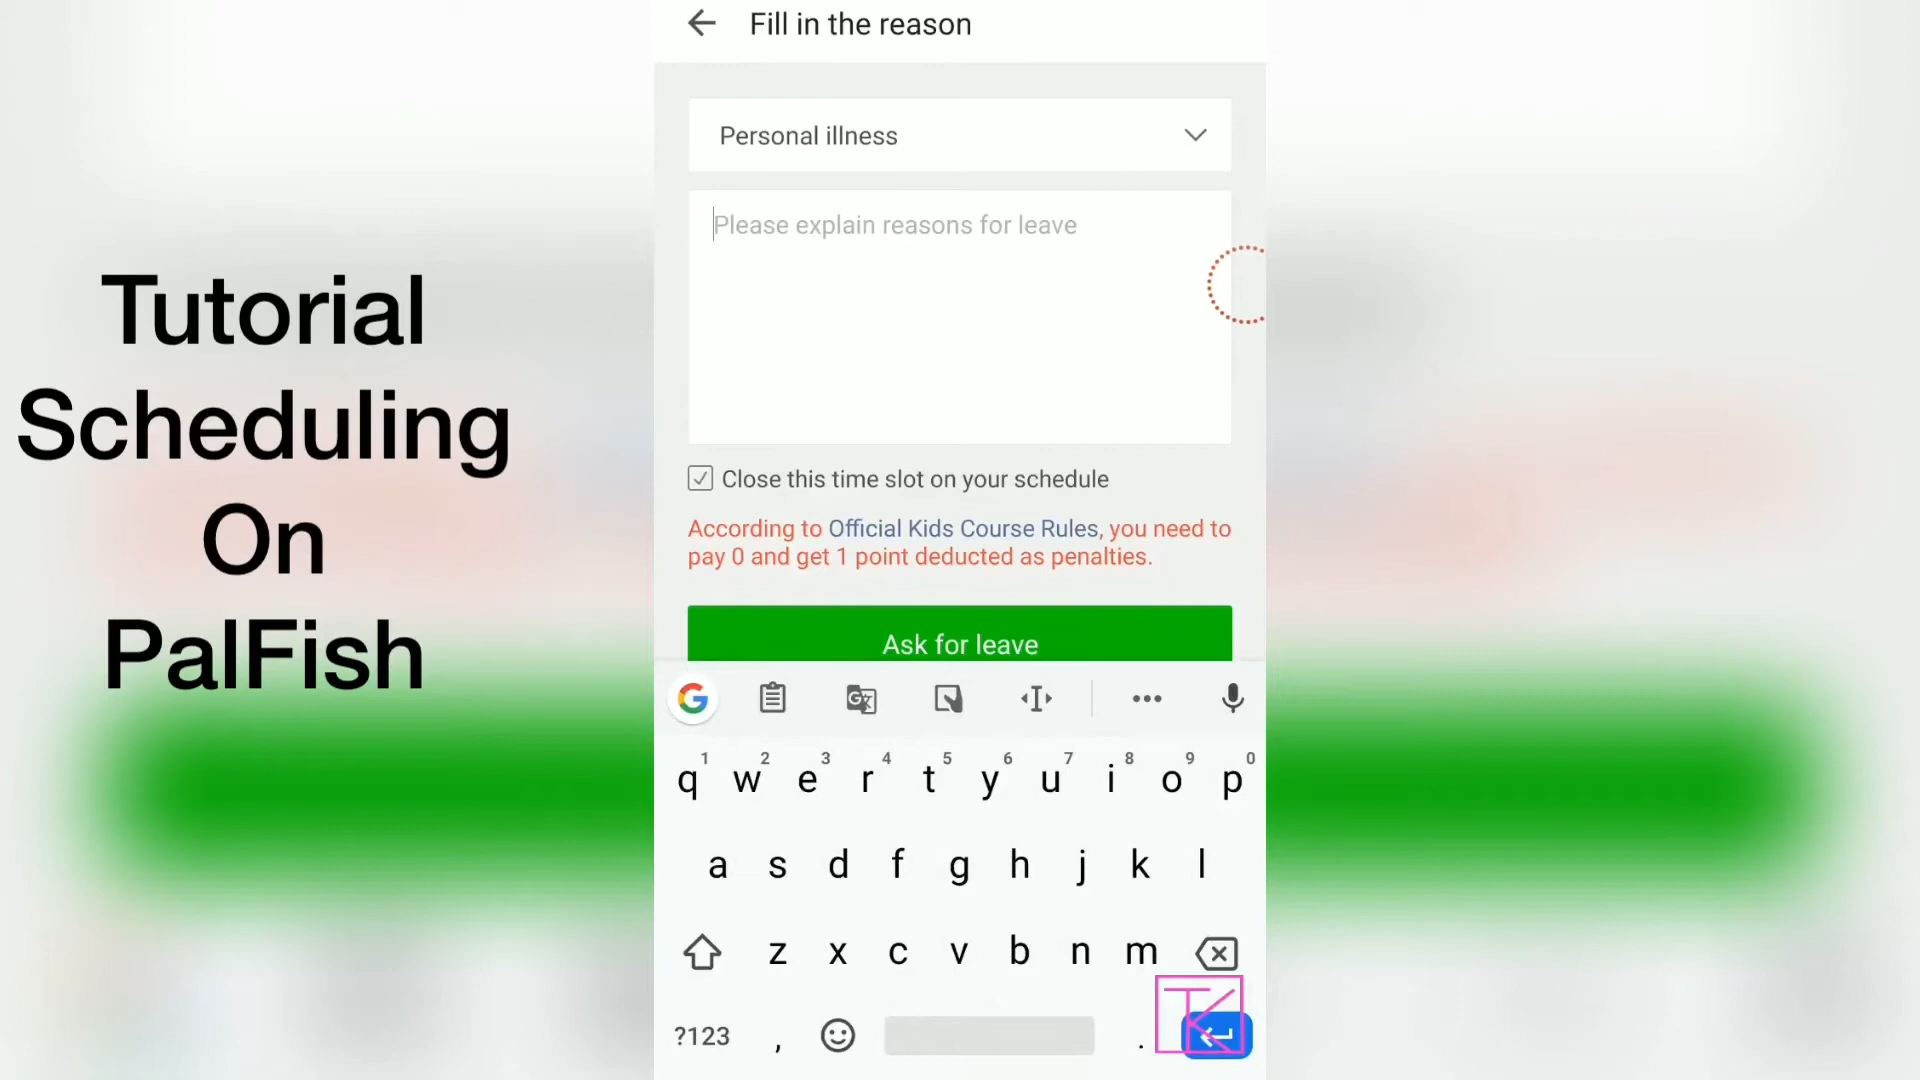 Tutorial
Scheduling
On
PalFish
Fill in the reason
Personal illness
Please explain reasons for leave
Close this time slot on your schedule
According to Official Kids Course Rules, you need to
pay 0 and get 1 point deducted as penalties.
Ask for leave
G
1 2 3 4 5 6 7 8 9 0
q w e r t y u i o p
a s d f g h j k l
z x c v b n m
TK
?123 , .